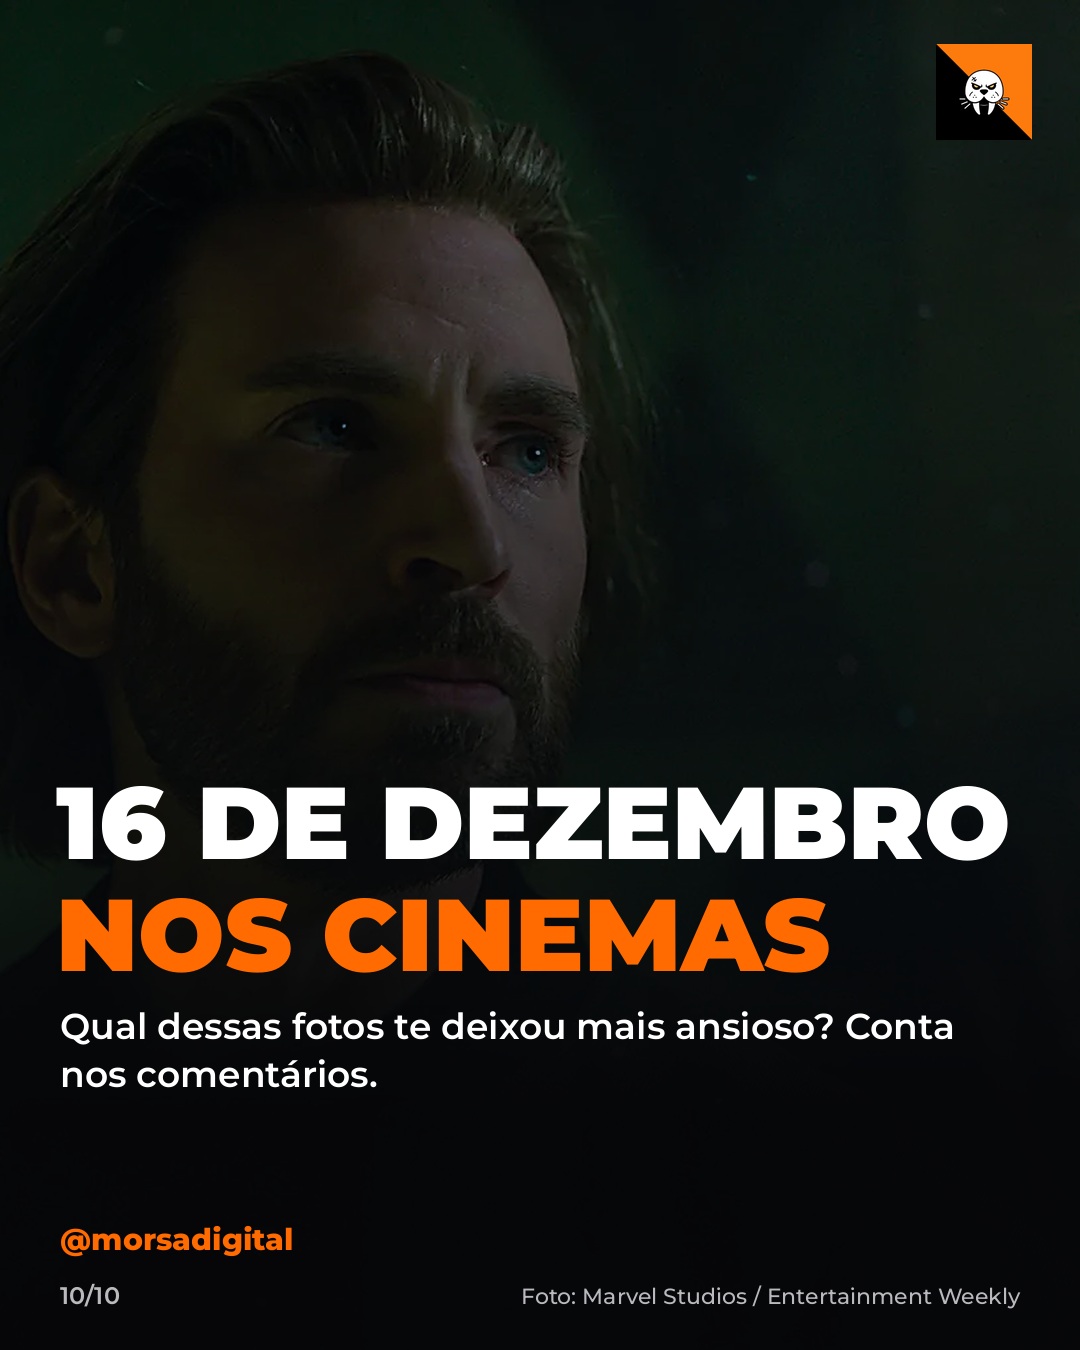 16 DE DEZEMBRO
NOS CINEMAS
Qual dessas fotos te deixou mais ansioso? Conta
nos comentários.
@morsadigital
10/10
Foto: Marvel Studios / Entertainment Weekly